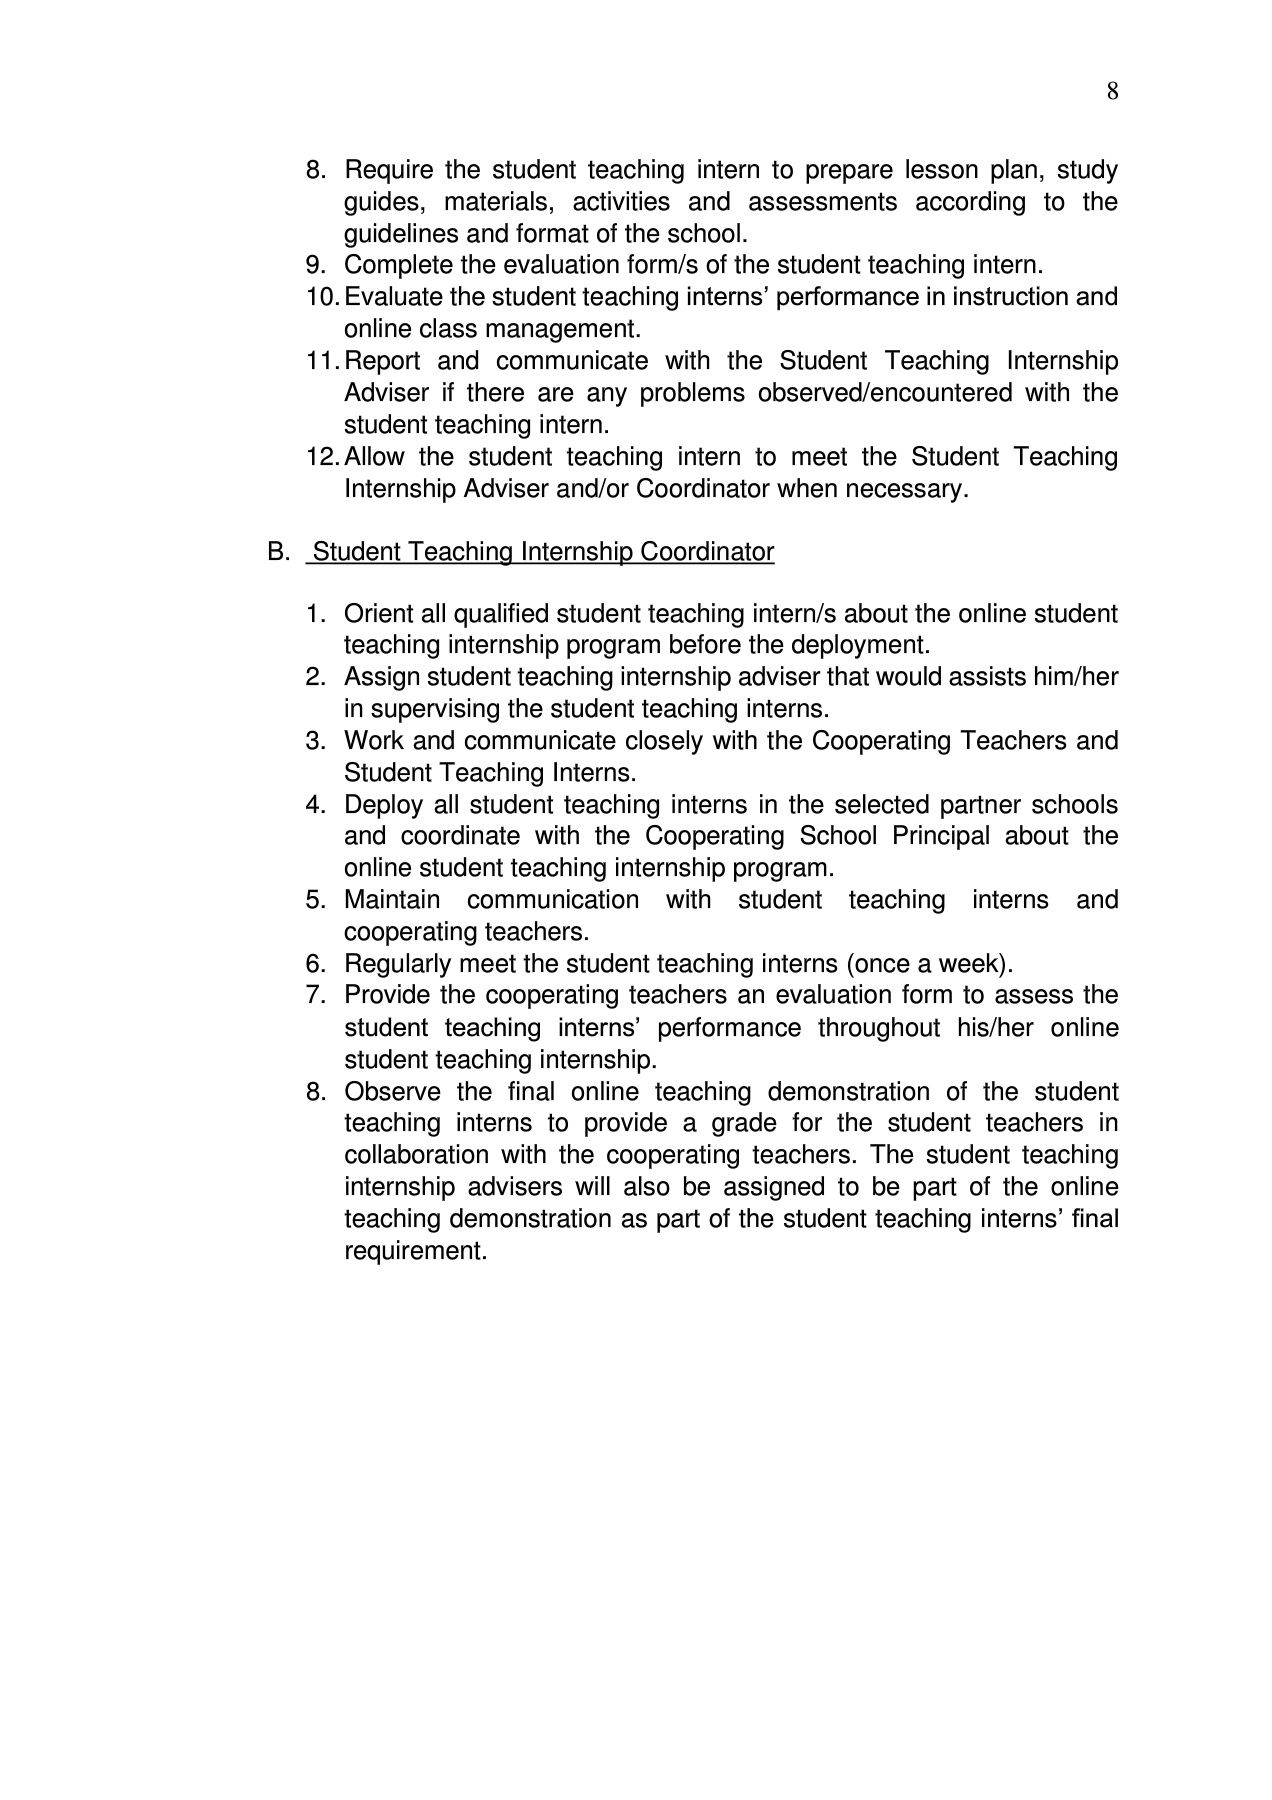 8
8. Require the student teaching intern to prepare lesson plan, study
guides, materials, activities and assessments according to the
guidelines and format of the school.
9. Complete the evaluation form/s of the student teaching intern.
10. Evaluate the student teaching interns’ performance in instruction and
online class management.
11. Report and communicate with the Student Teaching Internship
Adviser if there are any problems observed/encountered with the
student teaching intern.
12. Allow the student teaching intern to meet the Student Teaching
Internship Adviser and/or Coordinator when necessary.
B. Student Teaching Internship Coordinator
1. Orient all qualified student teaching intern/s about the online student
teaching internship program before the deployment.
2. Assign student teaching internship adviser that would assists him/her
in supervising the student teaching interns.
3. Work and communicate closely with the Cooperating Teachers and
Student Teaching Interns.
4. Deploy all student teaching interns in the selected partner schools
and coordinate with the Cooperating School Principal about the
online student teaching internship program.
5. Maintain communication with student teaching interns and
cooperating teachers.
6. Regularly meet the student teaching interns (once a week).
7. Provide the cooperating teachers an evaluation form to assess the
student teaching interns’ performance throughout his/her online
student teaching internship.
8. Observe the final online teaching demonstration of the student
teaching interns to provide a grade for the student teachers in
collaboration with the cooperating teachers. The student teaching
internship advisers will also be assigned to be part of the online
teaching demonstration as part of the student teaching interns’ final
requirement.